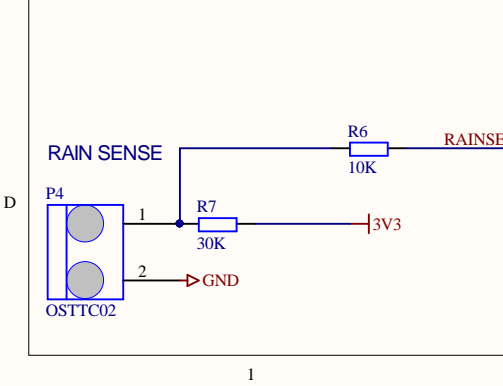 R6
RAINSE
10K
RAIN SENSE
P4
D
1
R7
3V3
30K
2
GND
OSTTC02
1